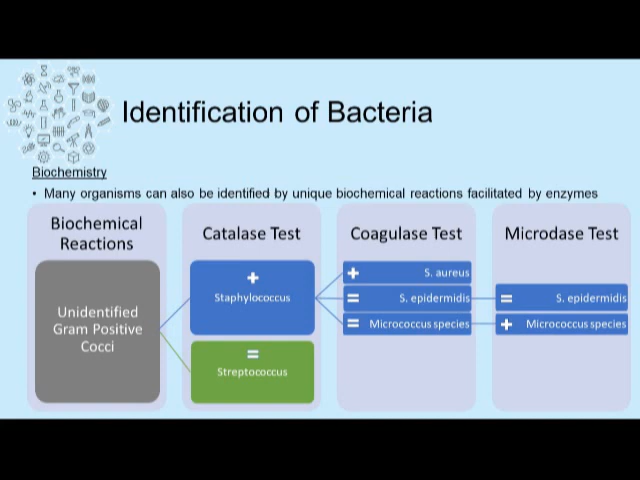 Identification of Bacteria
Biochemistry
• Many organisms can also be identified by unique biochemical reactions facilitated by enzymes
Biochemical
Reactions
Unidentified
Gram Positive
Cocci
Catalase Test
+
Staphylococcus
=
Streptococcus
Coagulase Test
+ S. aureus
= S. epidermidis
= Micrococcus species
Microdase Test
= S. epidermidis
+ Micrococcus species